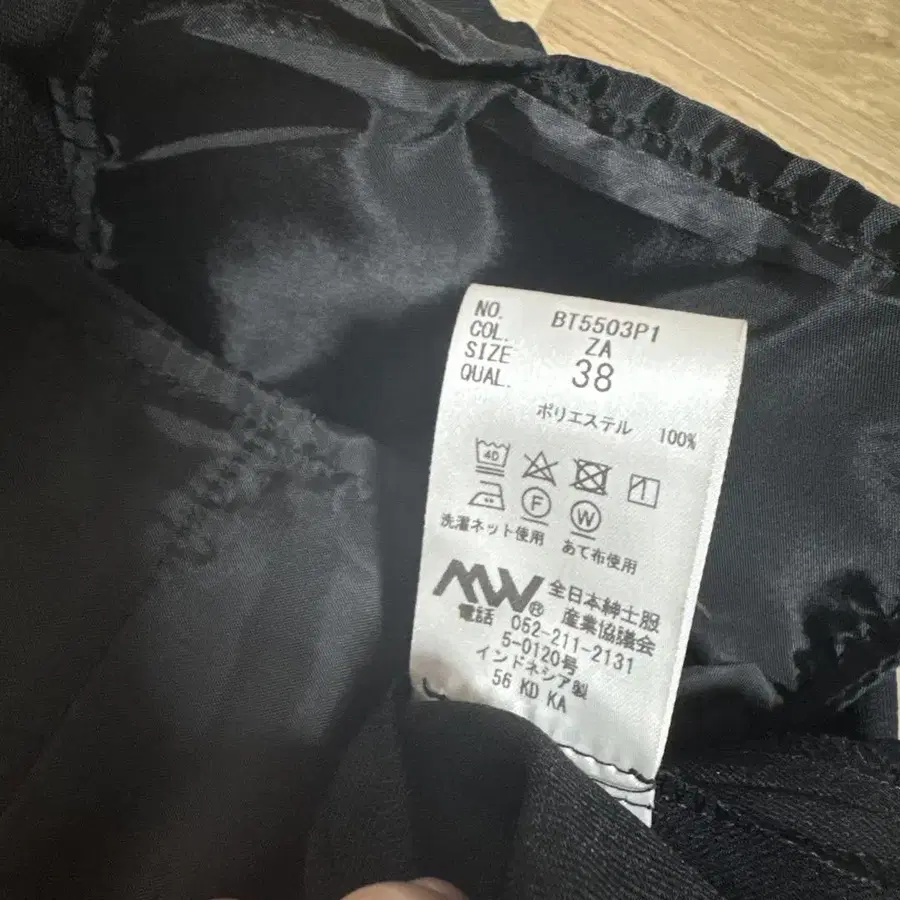 NO. BT5503P1
COL. ZA
SIZE 38
QUAL.
ポリエステル 100%
40
1
F W
洗濯ネット使用 あて布使用
MW® 全日本紳士服
産業協議会
電話 052-211-2131
5-0120号
インドネシア製
56 KD KA